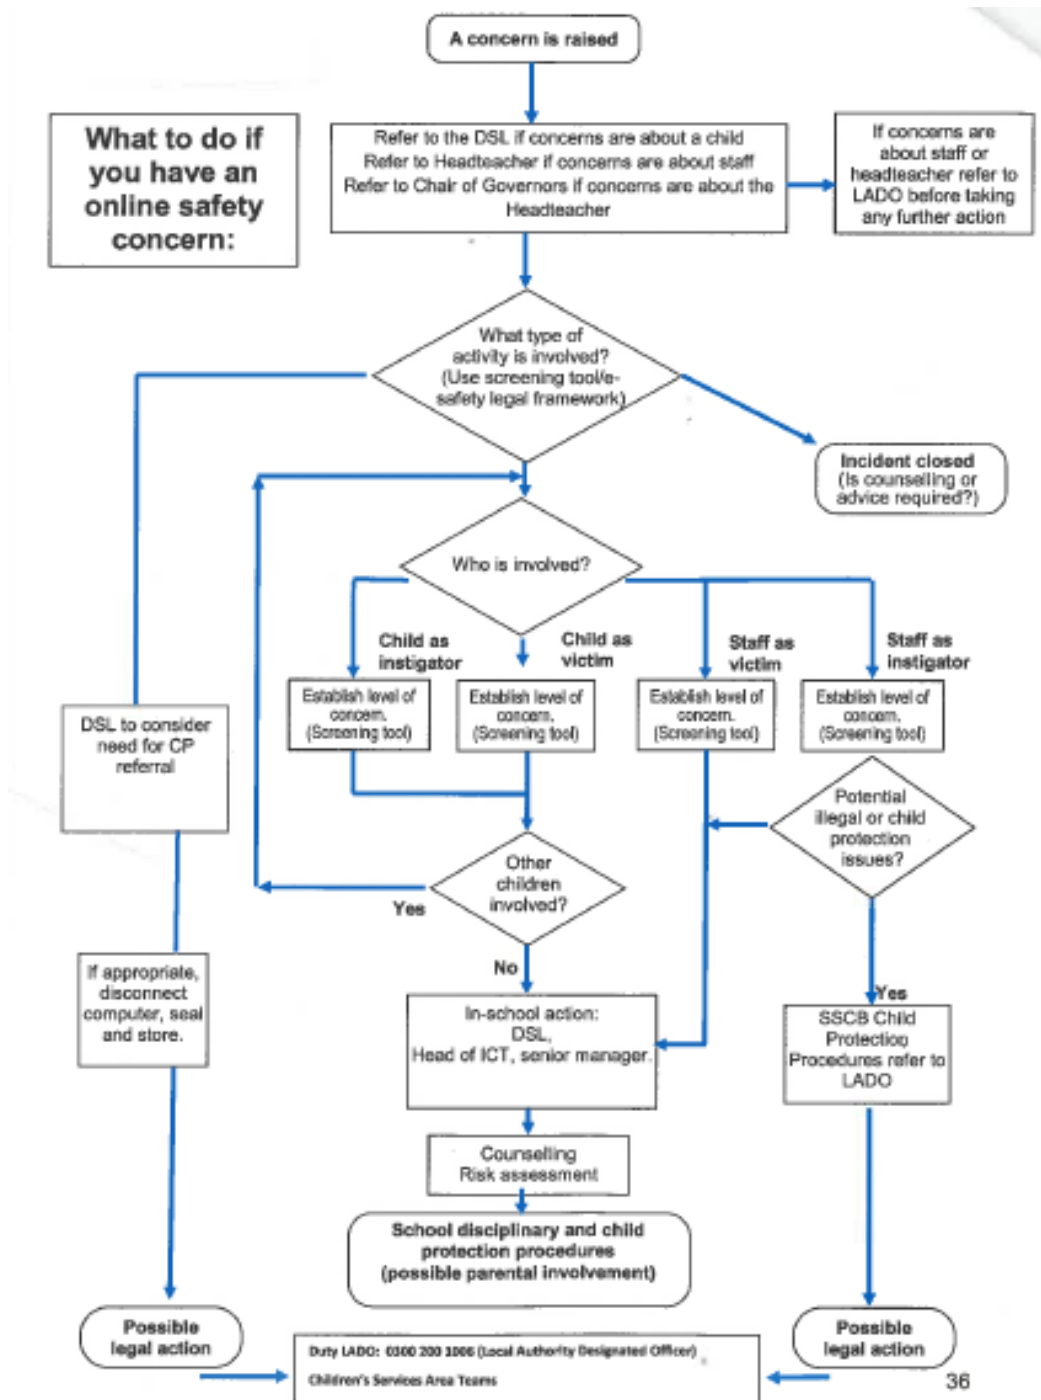 A concern is raised
What to do if
you have an
online safety
concern:
Refer to the DSL if concerns are about a child
Refer to Headteacher if concerns are about staff
Refer to Chair of Governors if concerns are about the
Headteacher
If concerns are
about staff or
headteacher refer to
LADO before taking
any further action
What type of
activity is involved?
(Use screening tool/e-
safety legal framework)
Incident closed
(Is counselling or
advice required?)
Who is involved?
Child as
instigator
Child as
victim
Staff as
victim
Staff as
instigator
Establish level of
concern.
(Screening tool)
Establish level of
concern.
(Screening tool)
Establish level of
concern.
(Screening tool)
Establish level of
concern.
(Screening tool)
DSL to consider
need for CP
referral
Potential
illegal or child
protection
issues?
Other
children
involved?
Yes
No
If appropriate,
disconnect
computer, seal
and store.
In-school action:
DSL,
Head of ICT, senior manager.
Yes
SSCB Child
Protection
Procedures refer to
LADO
Counselling
Risk assessment
School disciplinary and child
protection procedures
(possible parental involvement)
Possible
legal action
Possible
legal action
Duty LADO: 0300 200 1006 (Local Authority Designated Officer)
Children's Services Area Teams
36